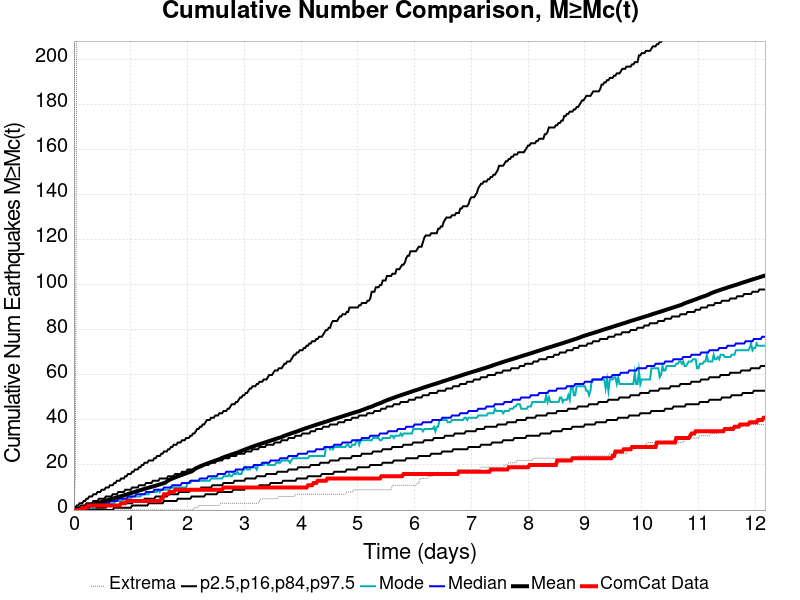 Cumulative Number Comparison, M≥Mc(t)
Cumulative Num Earthquakes M≥Mc(t)
200
180
160
140
120
100
80
60
40
20
0
0 1 2 3 4 5 6 7 8 9 10 11 12
Time (days)
Extrema p2.5,p16,p84,p97.5 Mode Median Mean ComCat Data